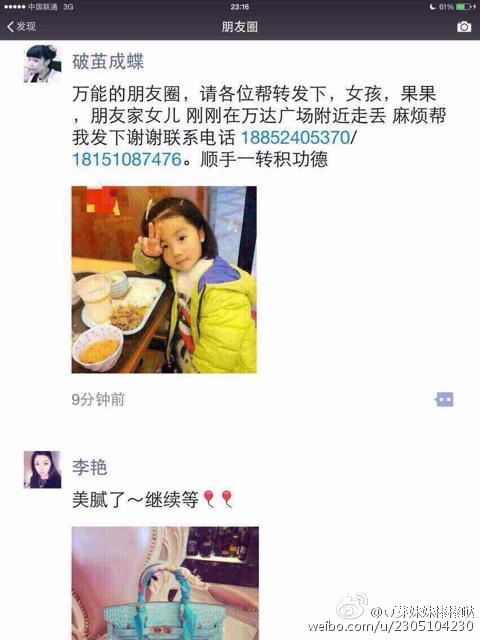 中国联通 3G 23:16 61%
发现 朋友圈
破茧成蝶
万能的朋友圈，请各位帮转发下，女孩，果果
，朋友家女儿 刚刚在万达广场附近走丢 麻烦帮
我发下谢谢联系电话 18852405370/
18151087476。顺手一转积功德
9分钟前
李艳
美腻了～继续等🎈🎈
weibo.com/u/2305104230